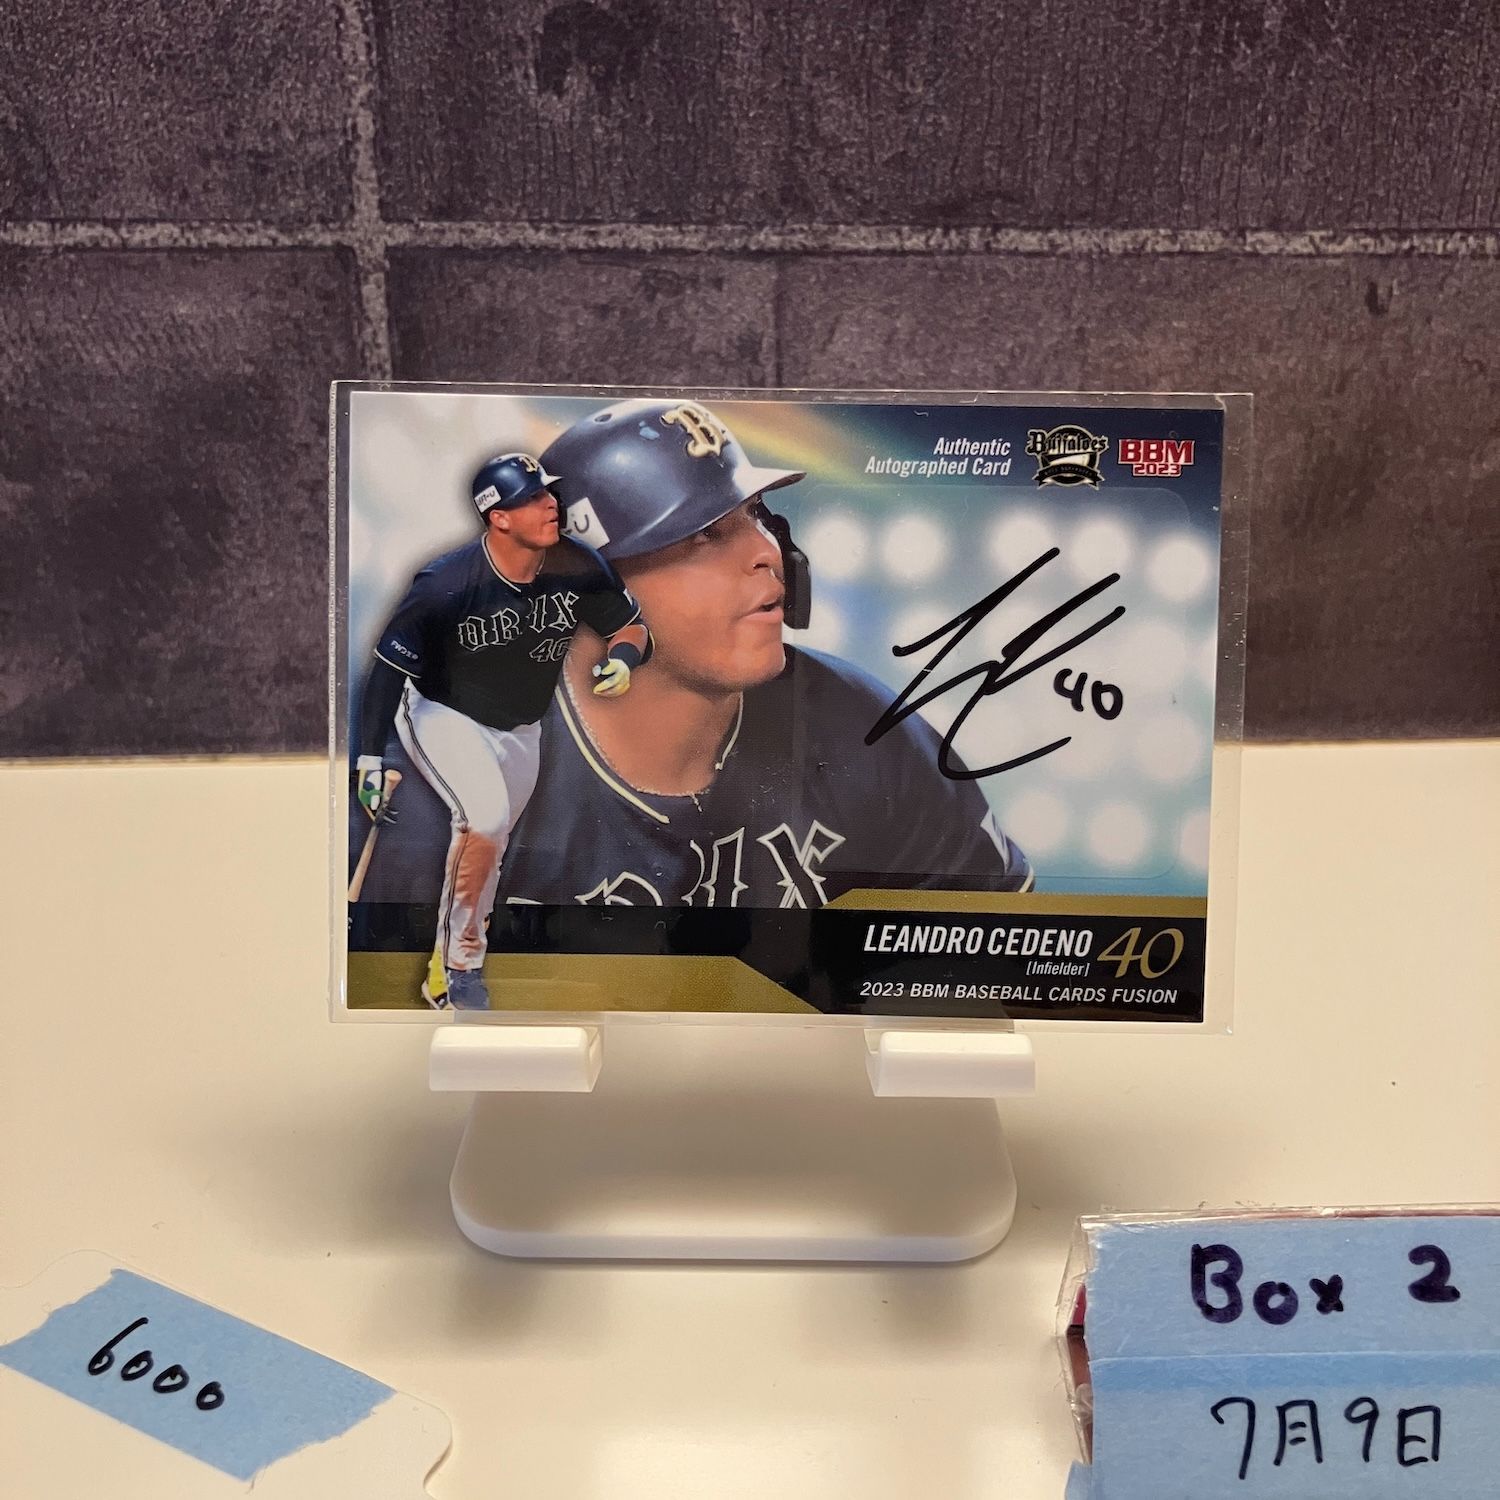 Authentic
Autographed Card
Buffaloes
BBM
2023
ORIX
40
40
LEANDRO CEDENO 40
[Infielder]
2023 BBM BASEBALL CARDS FUSION
6000
Box 2
7月9日